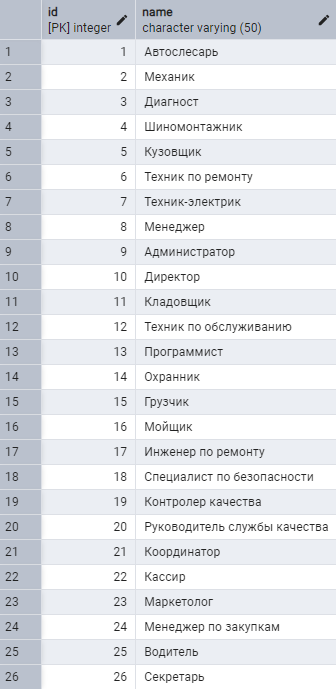 id name
[PK] integer character varying (50)
1 1 Автослесарь
2 2 Механик
3 3 Диагност
4 4 Шиномонтажник
5 5 Кузовщик
6 6 Техник по ремонту
7 7 Техник-электрик
8 8 Менеджер
9 9 Администратор
10 10 Директор
11 11 Кладовщик
12 12 Техник по обслуживанию
13 13 Программист
14 14 Охранник
15 15 Грузчик
16 16 Мойщик
17 17 Инженер по ремонту
18 18 Специалист по безопасности
19 19 Контролер качества
20 20 Руководитель службы качества
21 21 Координатор
22 22 Кассир
23 23 Маркетолог
24 24 Менеджер по закупкам
25 25 Водитель
26 26 Секретарь